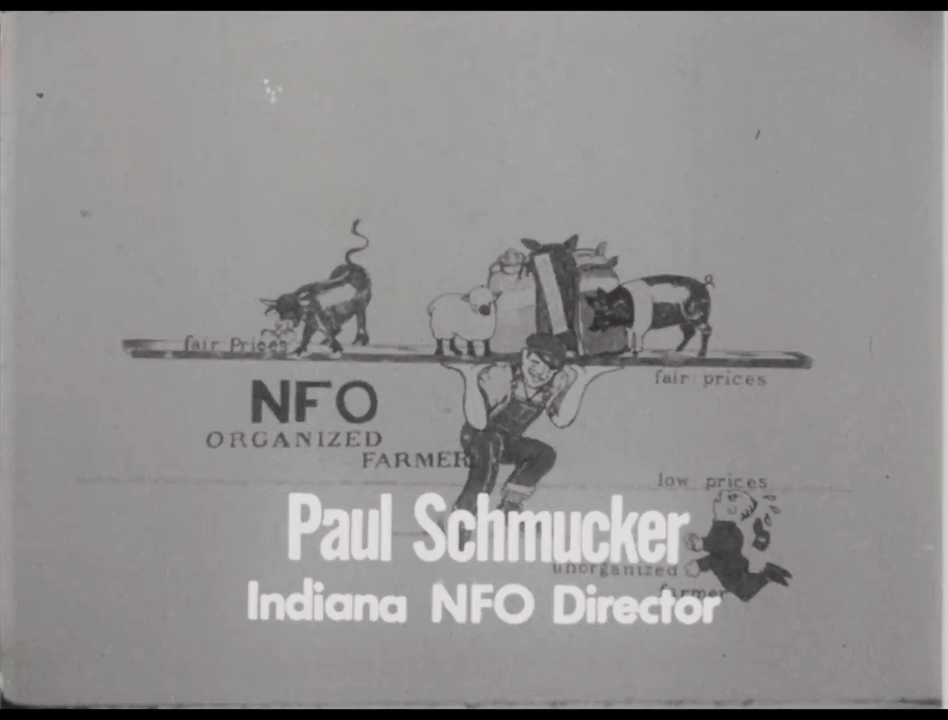 fair Prices
fair prices
NFO
ORGANIZED
FARMER
low prices
Paul Schmucker
unorganized
farmer
Indiana NFO Director